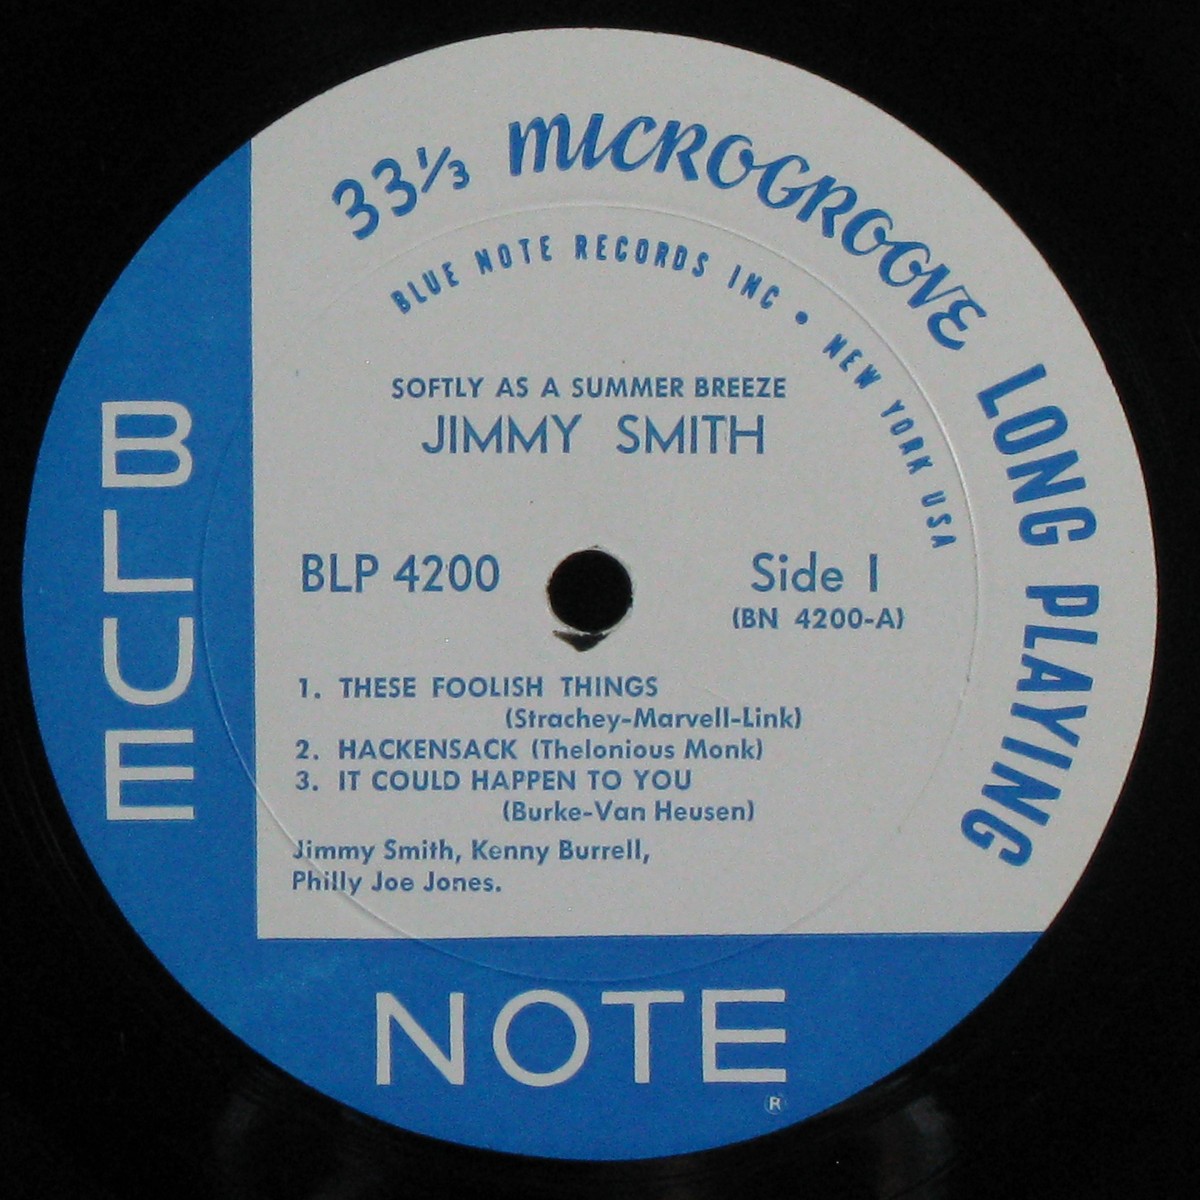 33⅓ MICROGROOVE LONG PLAYING
BLUE NOTE RECORDS INC • NEW YORK USA
SOFTLY AS A SUMMER BREEZE
JIMMY SMITH
BLP 4200
Side 1
(BN 4200-A)
1. THESE FOOLISH THINGS
(Strachey-Marvell-Link)
2. HACKENSACK (Thelonious Monk)
3. IT COULD HAPPEN TO YOU
(Burke-Van Heusen)
Jimmy Smith, Kenny Burrell,
Philly Joe Jones.
BLUE
NOTE
®